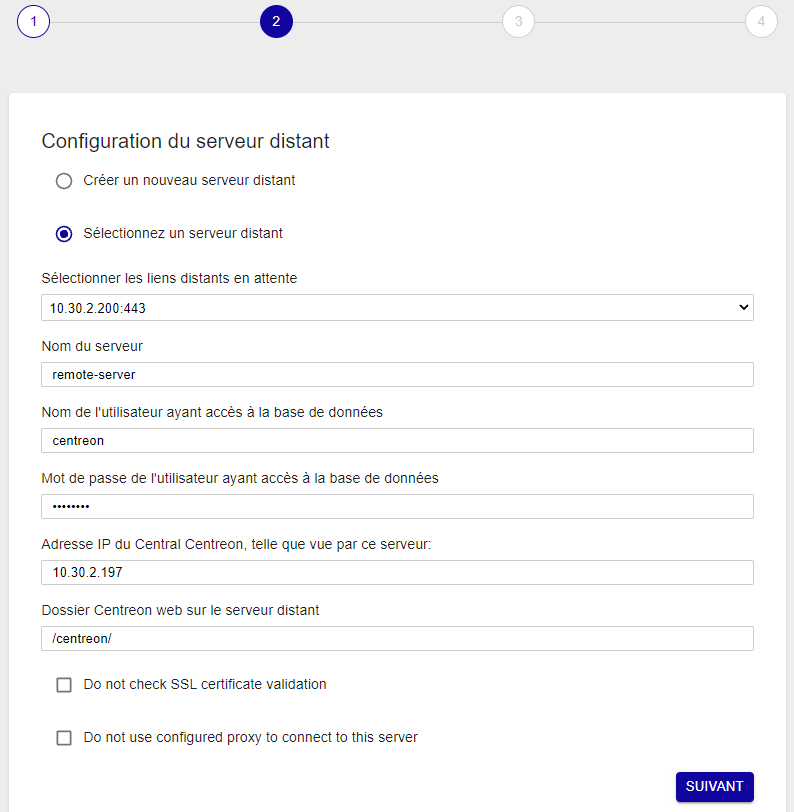 1
2
3
4
Configuration du serveur distant
Créer un nouveau serveur distant
Sélectionnez un serveur distant
Sélectionner les liens distants en attente
10.30.2.200:443
Nom du serveur
remote-server
Nom de l'utilisateur ayant accès à la base de données
centreon
Mot de passe de l'utilisateur ayant accès à la base de données
••••••••
Adresse IP du Central Centreon, telle que vue par ce serveur:
10.30.2.197
Dossier Centreon web sur le serveur distant
/centreon/
Do not check SSL certificate validation
Do not use configured proxy to connect to this server
SUIVANT